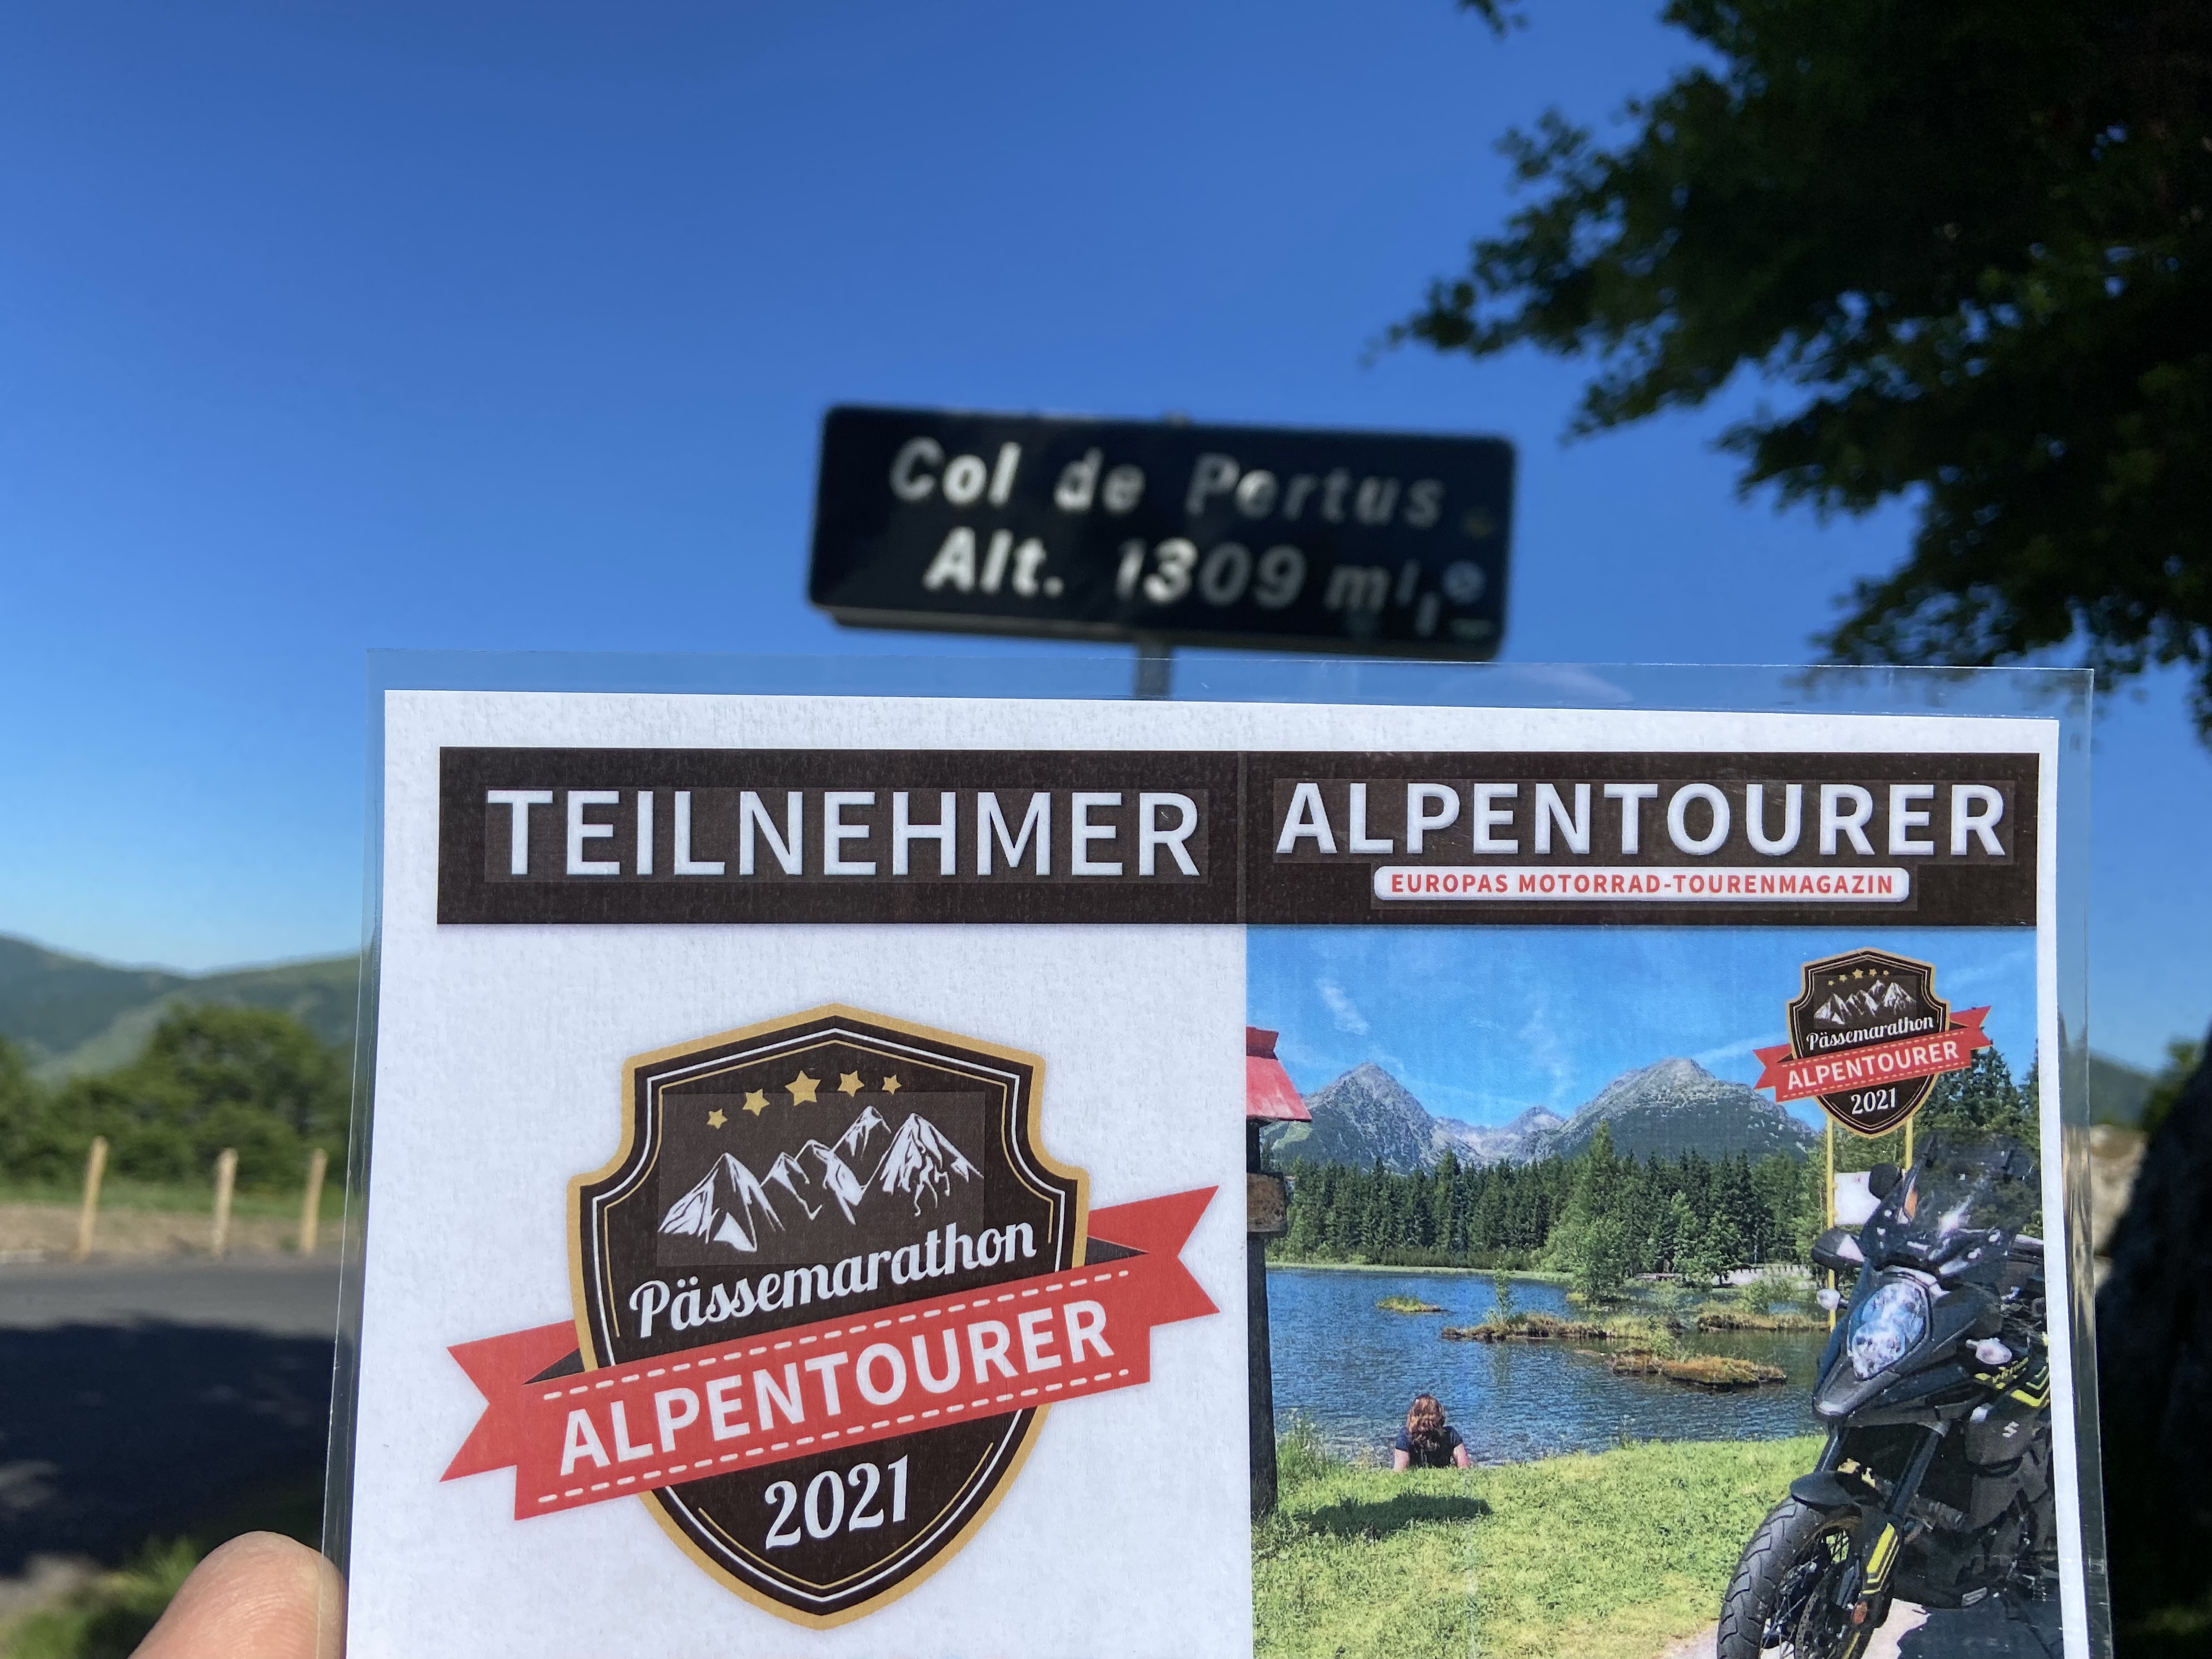 Col de Pertus
Alt. 1309 m
TEILNEHMER
ALPENTOURER
EUROPAS MOTORRAD-TOURENMAGAZIN
Pässemarathon
ALPENTOURER
2021
Pässemarathon
ALPENTOURER
2021